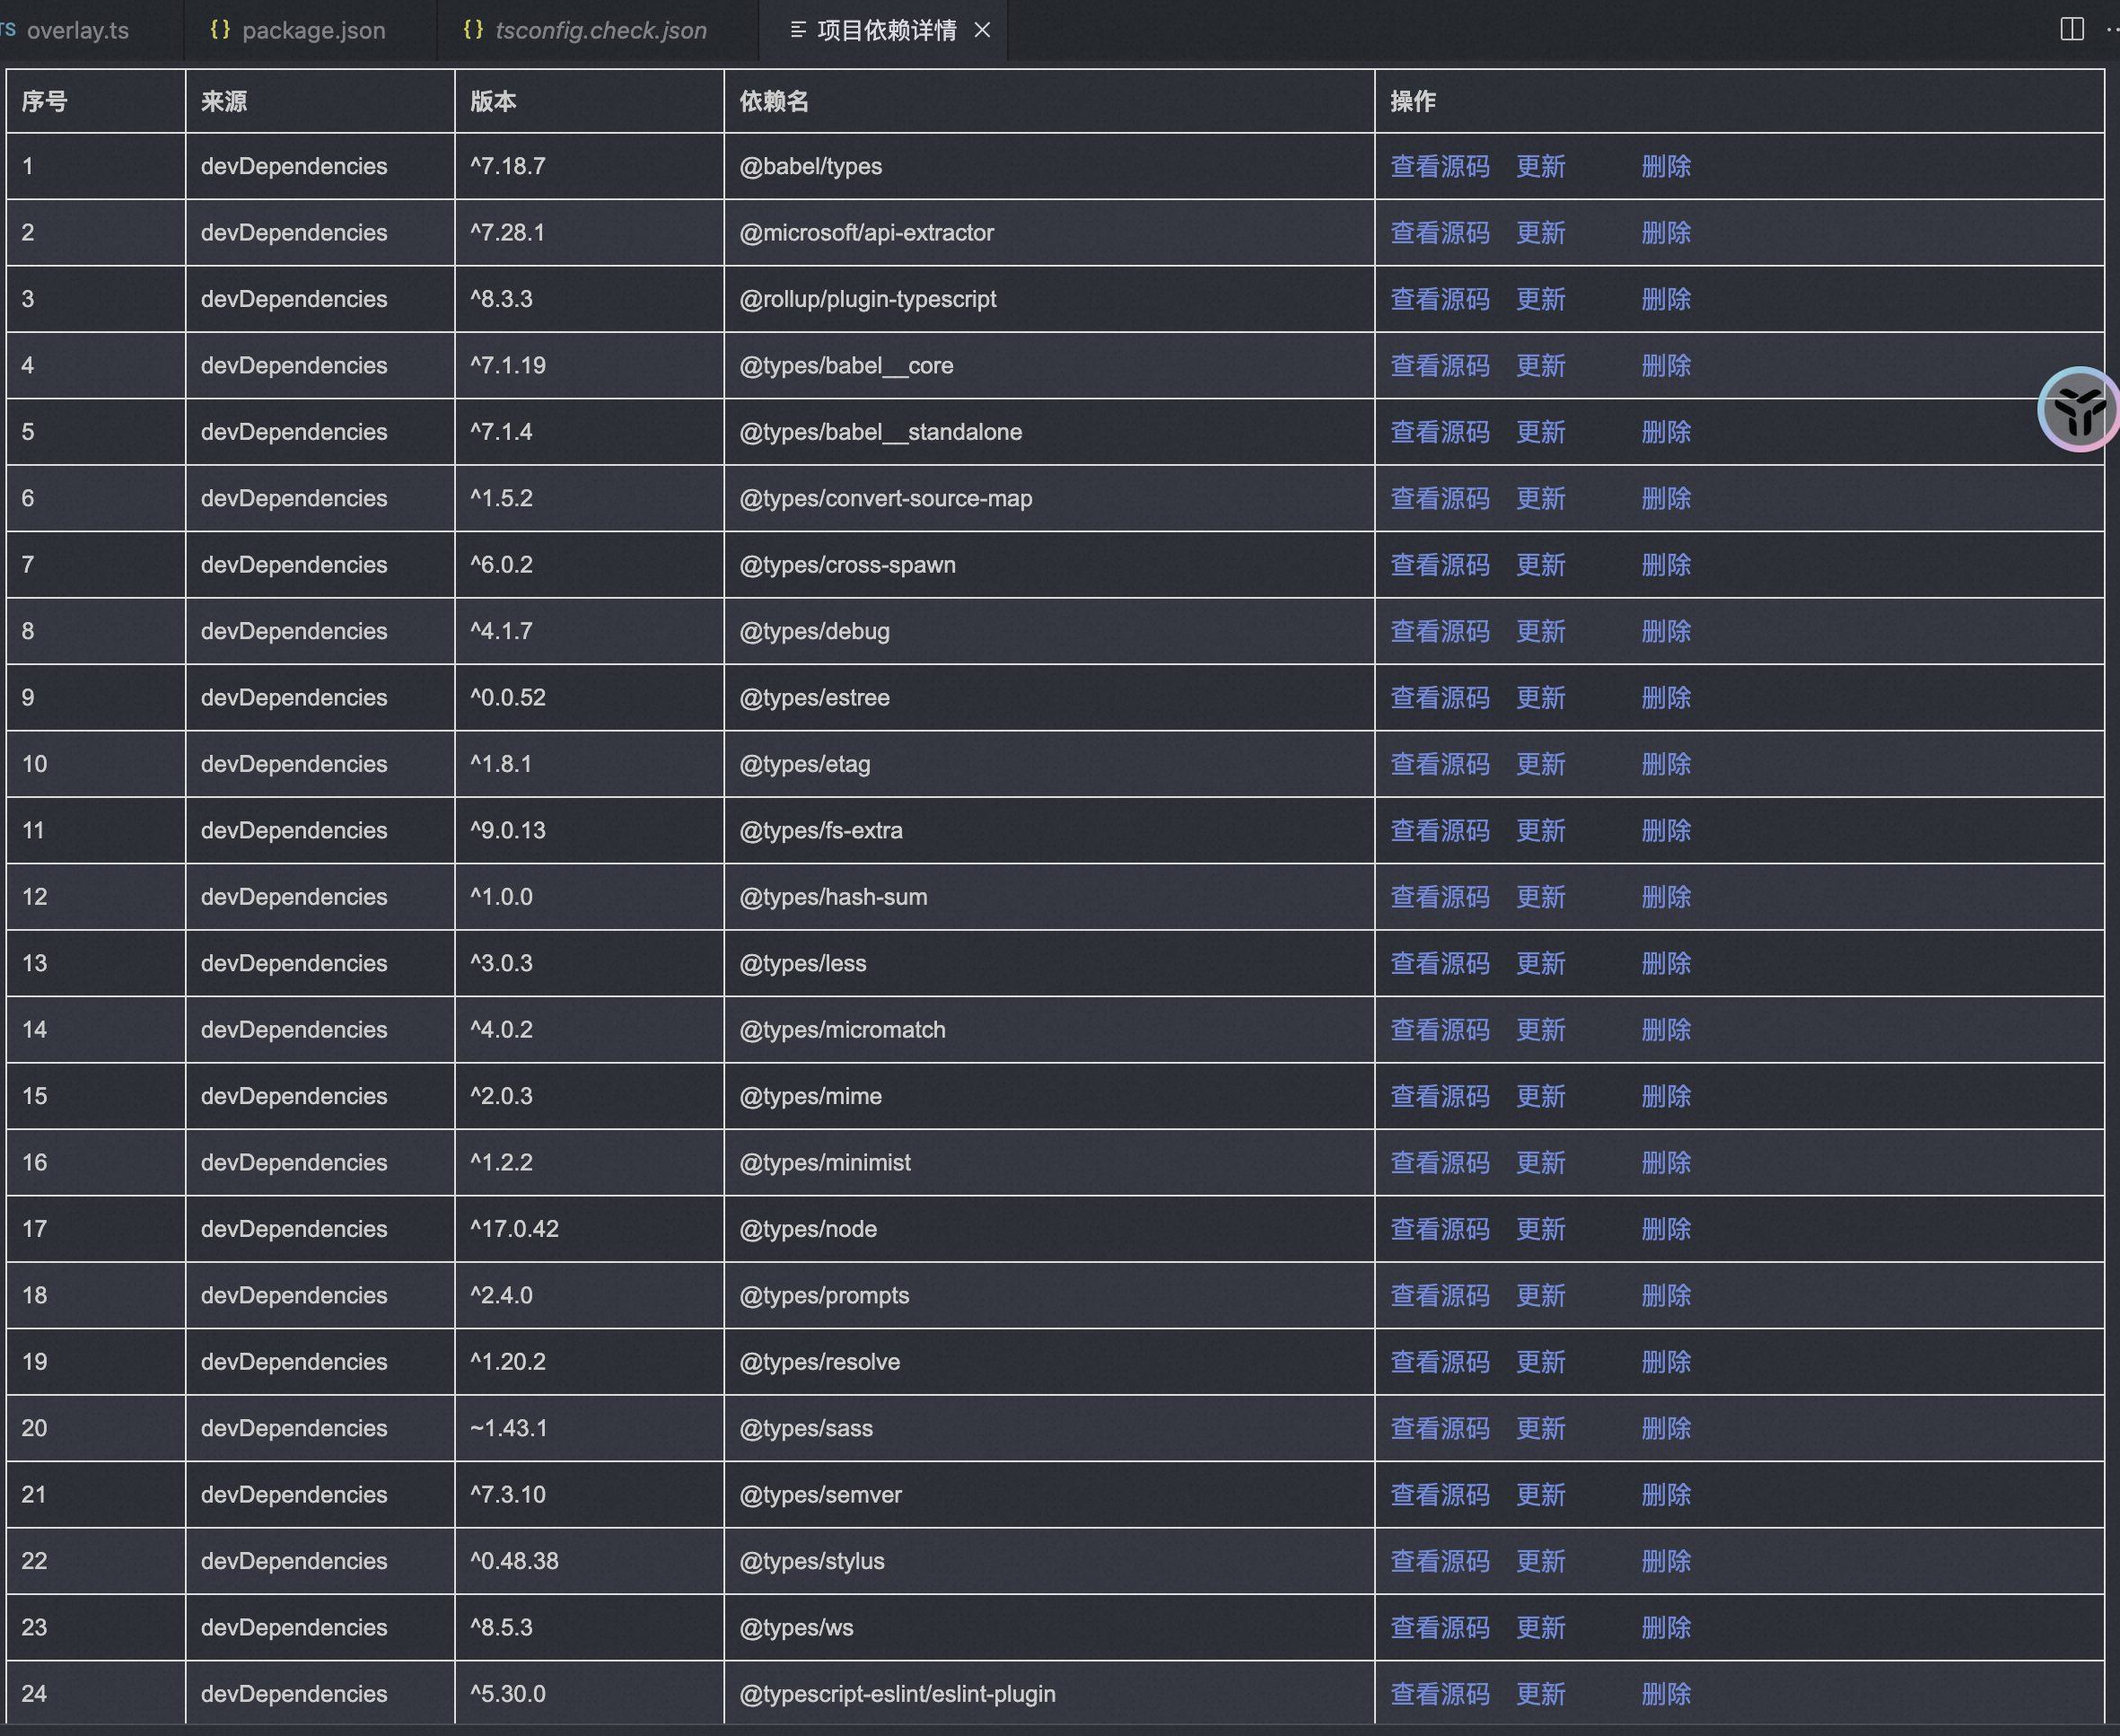 TS overlay.ts {} package.json {} tsconfig.check.json 项目依赖详情
序号 来源 版本 依赖名 操作
1 devDependencies ^7.18.7 @babel/types 查看源码 更新 删除
2 devDependencies ^7.28.1 @microsoft/api-extractor 查看源码 更新 删除
3 devDependencies ^8.3.3 @rollup/plugin-typescript 查看源码 更新 删除
4 devDependencies ^7.1.19 @types/babel__core 查看源码 更新 删除
5 devDependencies ^7.1.4 @types/babel__standalone 查看源码 更新 删除
6 devDependencies ^1.5.2 @types/convert-source-map 查看源码 更新 删除
7 devDependencies ^6.0.2 @types/cross-spawn 查看源码 更新 删除
8 devDependencies ^4.1.7 @types/debug 查看源码 更新 删除
9 devDependencies ^0.0.52 @types/estree 查看源码 更新 删除
10 devDependencies ^1.8.1 @types/etag 查看源码 更新 删除
11 devDependencies ^9.0.13 @types/fs-extra 查看源码 更新 删除
12 devDependencies ^1.0.0 @types/hash-sum 查看源码 更新 删除
13 devDependencies ^3.0.3 @types/less 查看源码 更新 删除
14 devDependencies ^4.0.2 @types/micromatch 查看源码 更新 删除
15 devDependencies ^2.0.3 @types/mime 查看源码 更新 删除
16 devDependencies ^1.2.2 @types/minimist 查看源码 更新 删除
17 devDependencies ^17.0.42 @types/node 查看源码 更新 删除
18 devDependencies ^2.4.0 @types/prompts 查看源码 更新 删除
19 devDependencies ^1.20.2 @types/resolve 查看源码 更新 删除
20 devDependencies ~1.43.1 @types/sass 查看源码 更新 删除
21 devDependencies ^7.3.10 @types/semver 查看源码 更新 删除
22 devDependencies ^0.48.38 @types/stylus 查看源码 更新 删除
23 devDependencies ^8.5.3 @types/ws 查看源码 更新 删除
24 devDependencies ^5.30.0 @typescript-eslint/eslint-plugin 查看源码 更新 删除